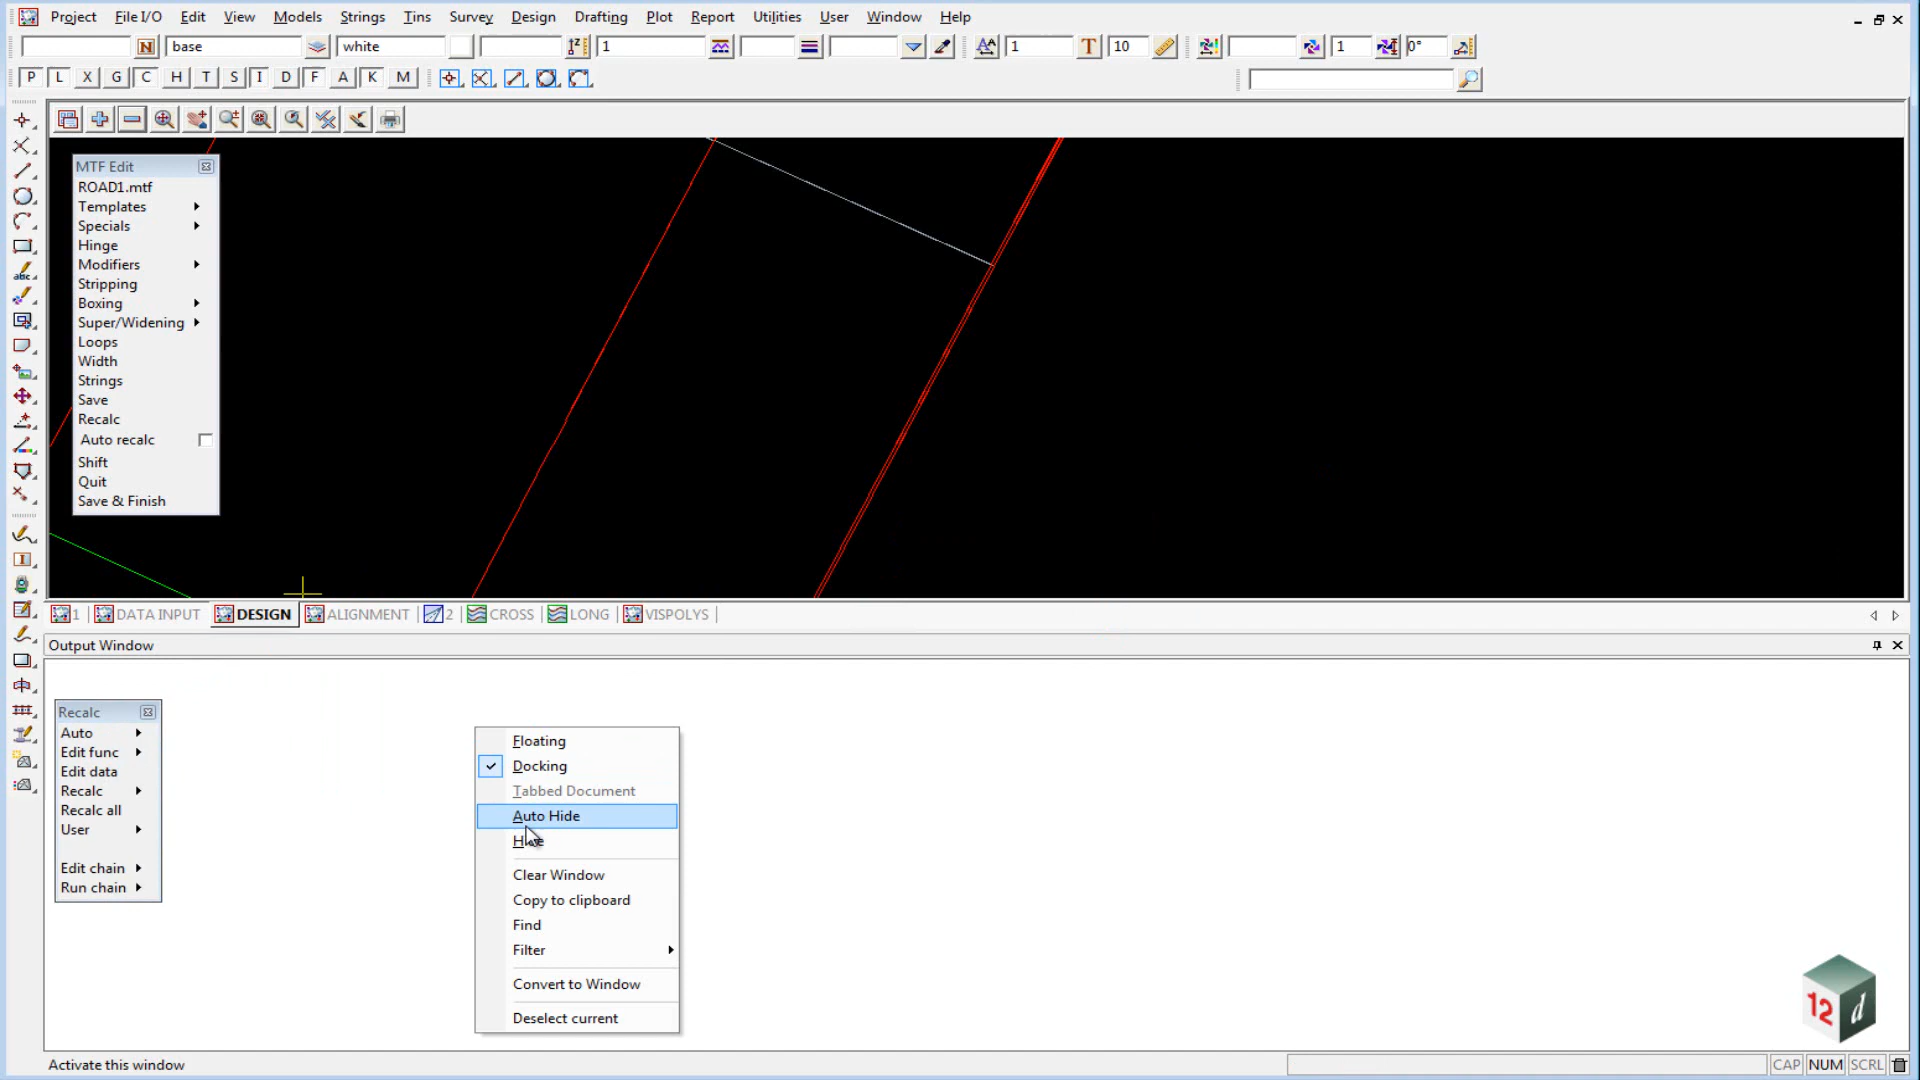 Project File I/O Edit View Models Strings Tins Survey Design Drafting Plot Report Utilities User Window Help
N base white 1 T 1 10 1 0°
P L X G C H T S I D F A K M
MTF Edit
ROAD1.mtf
Templates
Specials
Hinge
Modifiers
Stripping
Boxing
Super/Widening
Loops
Width
Strings
Save
Recalc
Auto recalc
Shift
Quit
Save & Finish
1 DATA INPUT DESIGN ALIGNMENT 2 CROSS LONG VISPOLYS
Output Window
Recalc
Auto
Edit func
Edit data
Recalc
Recalc all
User
Edit chain
Run chain
Floating
Docking
Tabbed Document
Auto Hide
Hide
Clear Window
Copy to clipboard
Find
Filter
Convert to Window
Deselect current
12 d
Activate this window
CAP NUM SCRL